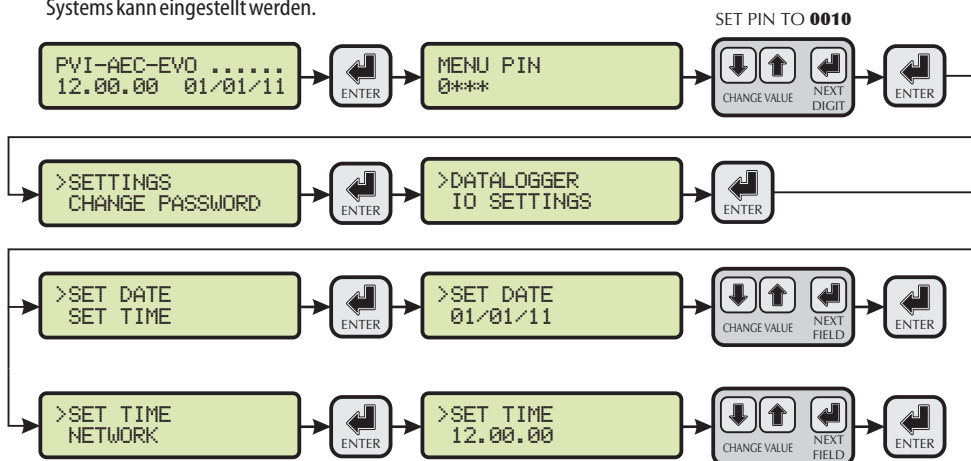 Systems kann eingestellt werden.
SET PIN TO 0010
PVI-AEC-EVO ......
12.00.00 01/01/11
ENTER
MENU PIN
0***
CHANGE VALUE
NEXT
DIGIT
ENTER
>SETTINGS
CHANGE PASSWORD
ENTER
>DATALOGGER
IO SETTINGS
ENTER
>SET DATE
SET TIME
ENTER
>SET DATE
01/01/11
CHANGE VALUE
NEXT
FIELD
ENTER
>SET TIME
NETWORK
ENTER
>SET TIME
12.00.00
CHANGE VALUE
NEXT
FIELD
ENTER